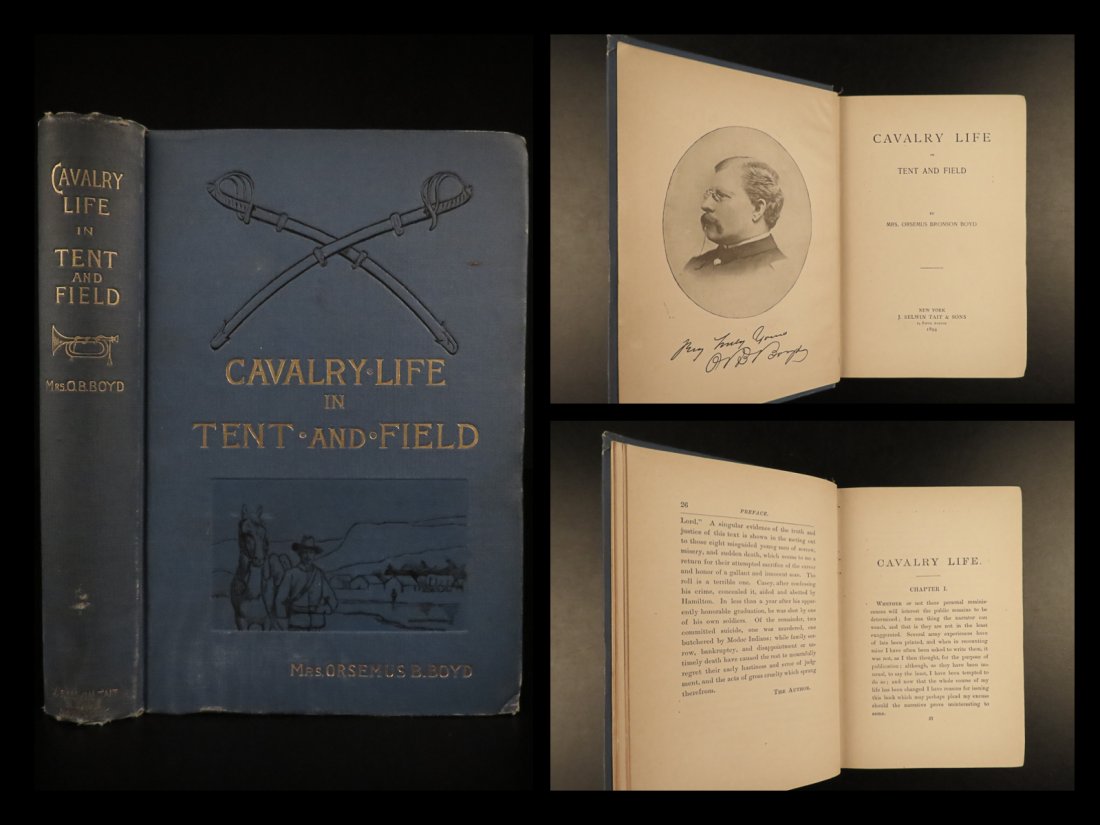 CAVALRY
LIFE
IN
TENT
AND
FIELD
MRS. O. B. BOYD
CAVALRY · LIFE
IN
TENT · AND · FIELD
MRS. ORSEMUS B. BOYD
Very Truly Yours
O B Boyd
CAVALRY LIFE
TENT AND FIELD
BY
MRS. ORSEMUS BRONSON BOYD
NEW YORK
J. SELWIN TAIT & SONS
FIFTH AVENUE
1894
26
PREFACE.
Lord." A singular evidence of the truth and
justice of this text is shown in the meting out
to those eight misguided young men of sorrow,
misery, and sudden death, which seems to me a
return for their attempted sacrifice of the career
and honor of a gallant and innocent man. The
roll is a terrible one. Casey, after confessing
his crime, concealed it, aided and abetted by
Hamilton. In less than a year after his appar-
ently honorable graduation, he was shot by one
of his own soldiers. Of the remainder, two
committed suicide, one was murdered, one
butchered by Modoc Indians; while family sor-
row, bankruptcy, and disappointment or un-
timely death have caused the rest to mournfully
regret their early hastiness and error of judg-
ment, and the acts of gross cruelty which sprang
therefrom.
THE AUTHOR.
CAVALRY LIFE.
CHAPTER I.
WHETHER or not these personal reminis-
cences will interest the public remains to be
determined; for one thing the narrator can
vouch, and that is they are not in the least
exaggerated. Several army experiences have
of late been printed, and when in recounting
mine I have often been asked to write them, it
was not, as I then thought, for the purpose of
publication; although, as they have been un-
usual, to say the least, I have been tempted to
do so; and now that the whole course of my
life has been changed I have reason for issuing
this book which may perhaps plead my excuse
should the narrative prove uninteresting to
some.